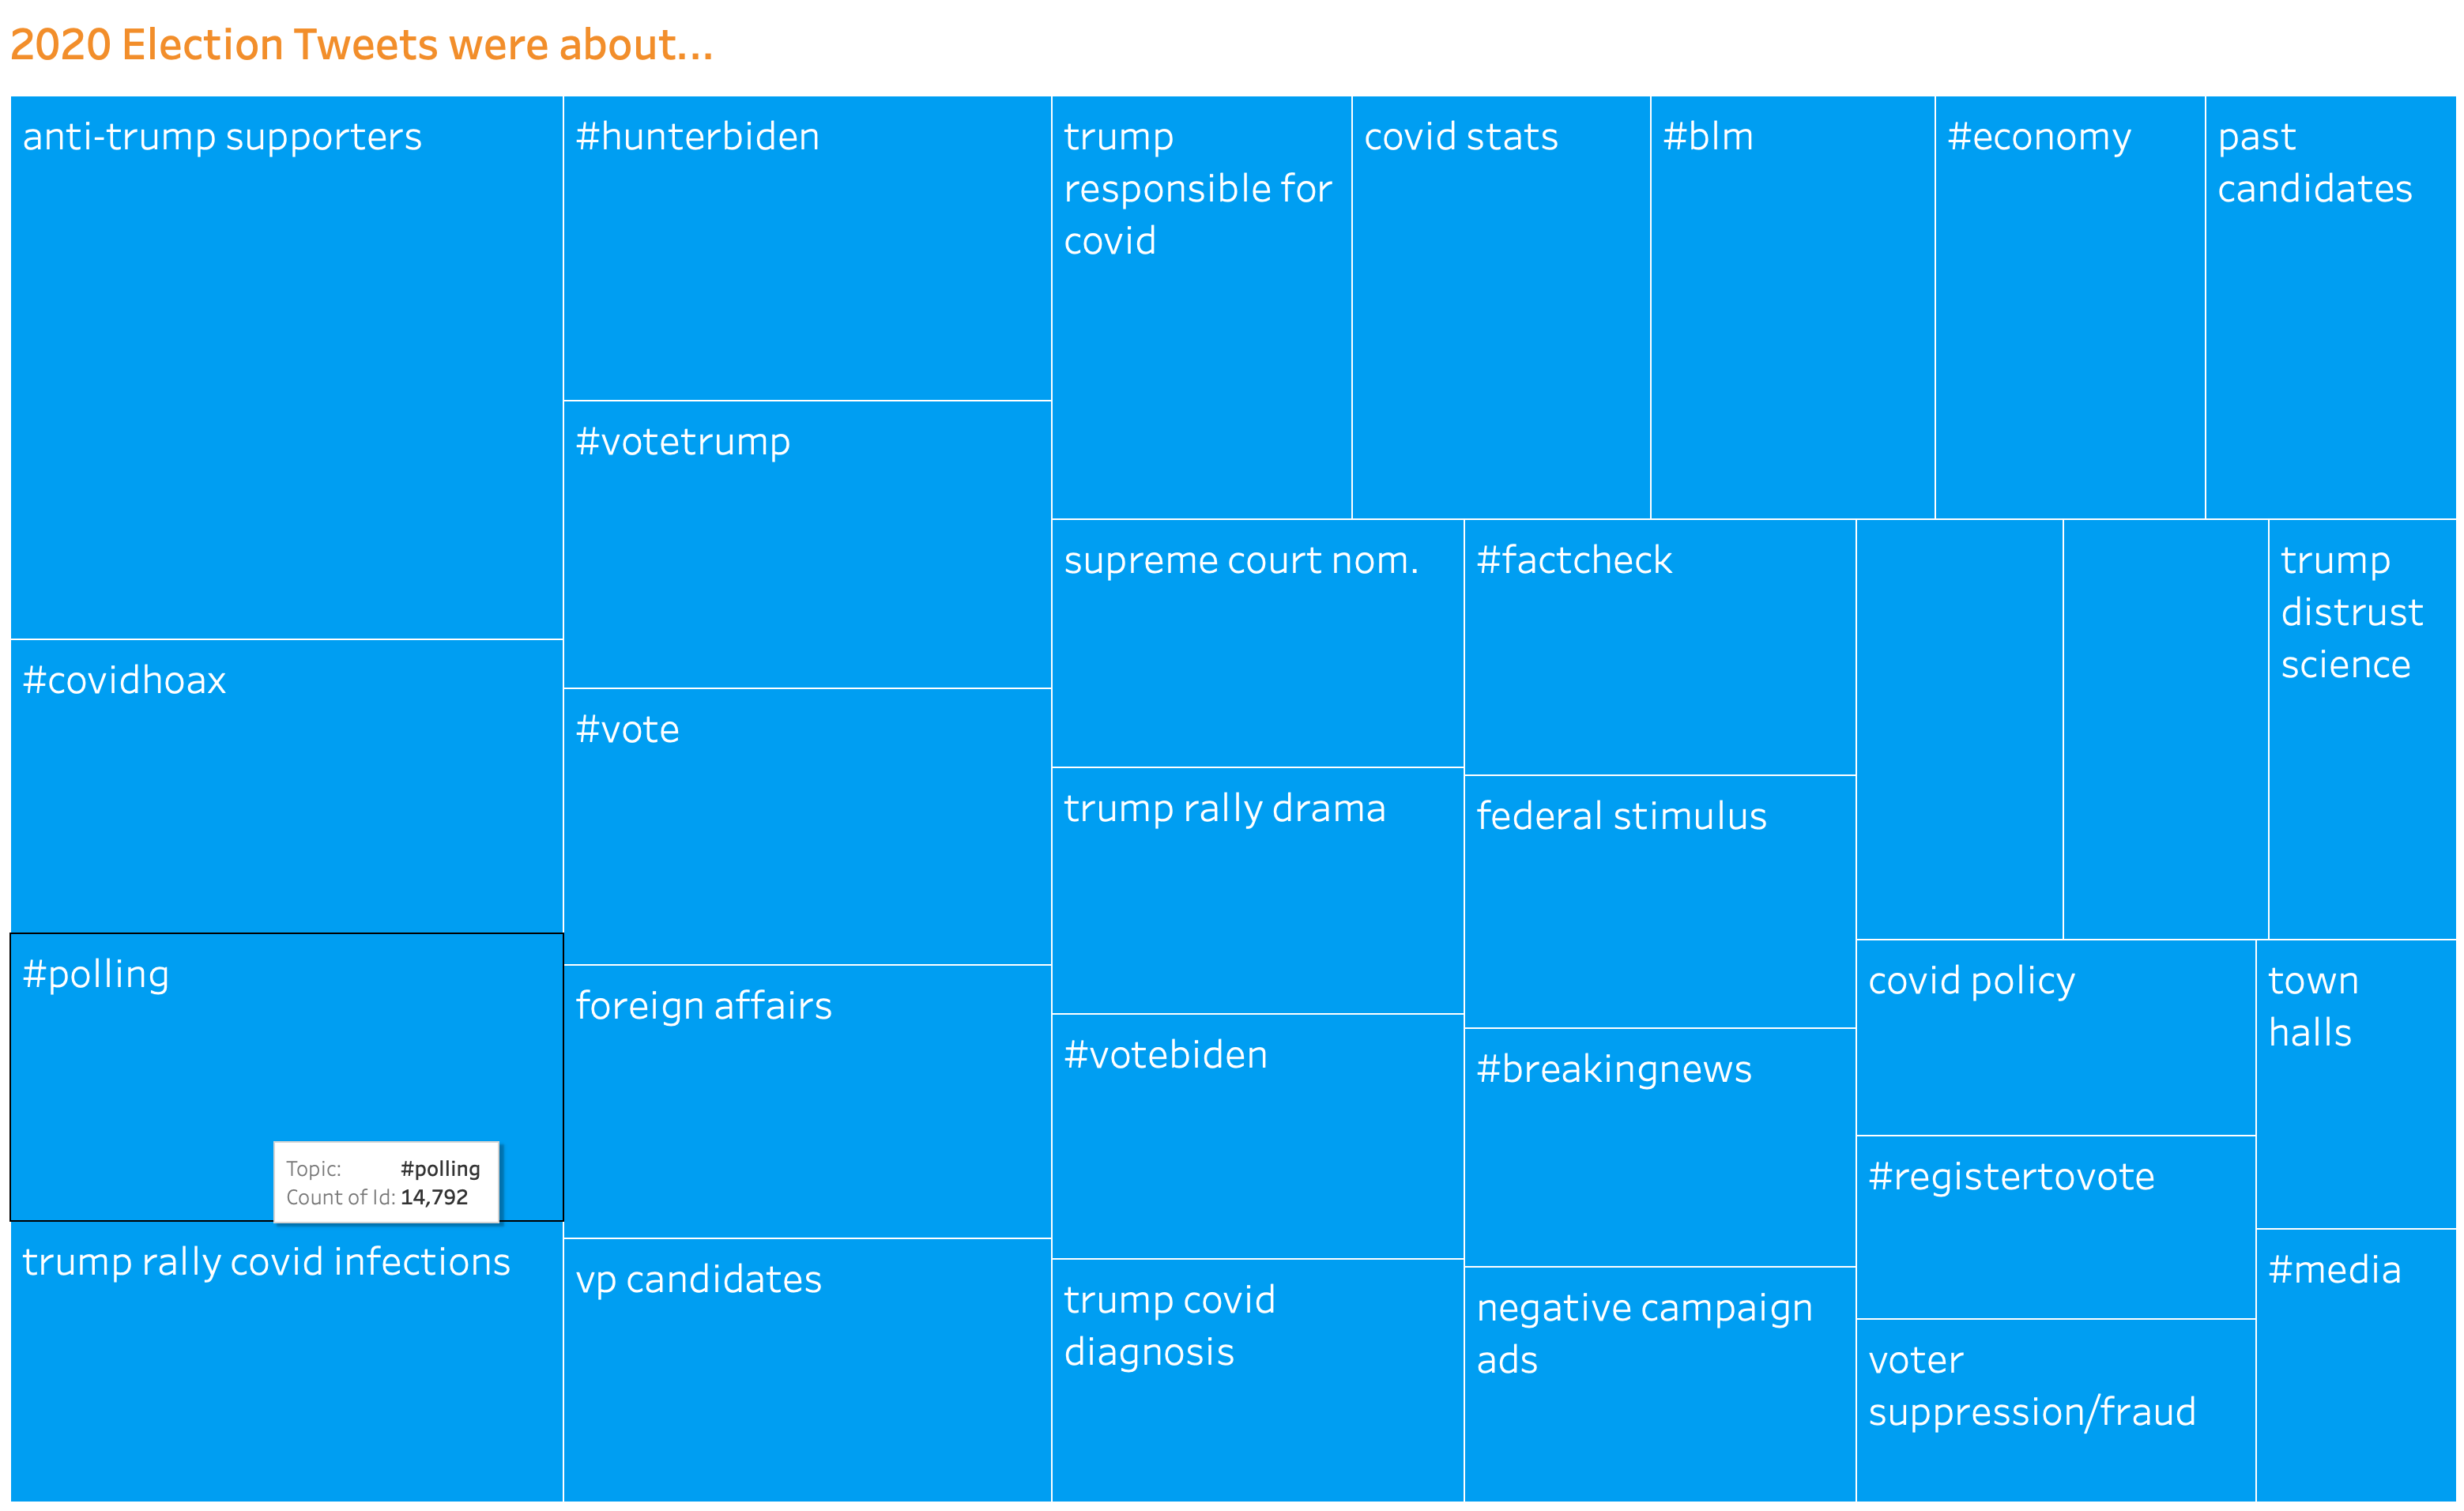 2020 Election Tweets were about...
anti-trump supporters
#covidhoax
#polling
Topic: #polling
Count of Id: 14,792
trump rally covid infections
#hunterbiden
#votetrump
#vote
foreign affairs
vp candidates
trump
responsible for
covid
covid stats
#blm
#economy
past
candidates
supreme court nom.
trump rally drama
#votebiden
trump covid
diagnosis
#factcheck
federal stimulus
#breakingnews
negative campaign
ads
trump
distrust
science
covid policy
#registertovote
voter
suppression/fraud
town
halls
#media